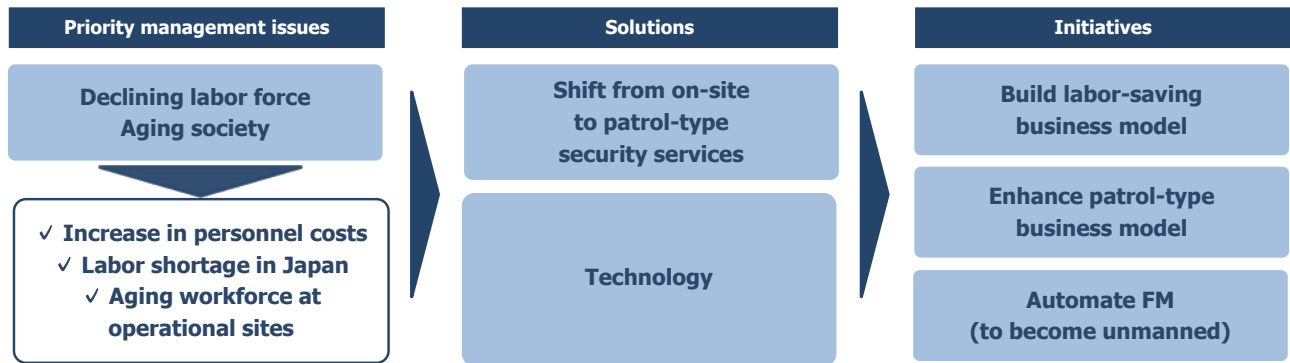 Priority management issues
Declining labor force
Aging society
✓ Increase in personnel costs
✓ Labor shortage in Japan
✓ Aging workforce at
operational sites
Solutions
Shift from on-site
to patrol-type
security services
Technology
Initiatives
Build labor-saving
business model
Enhance patrol-type
business model
Automate FM
(to become unmanned)